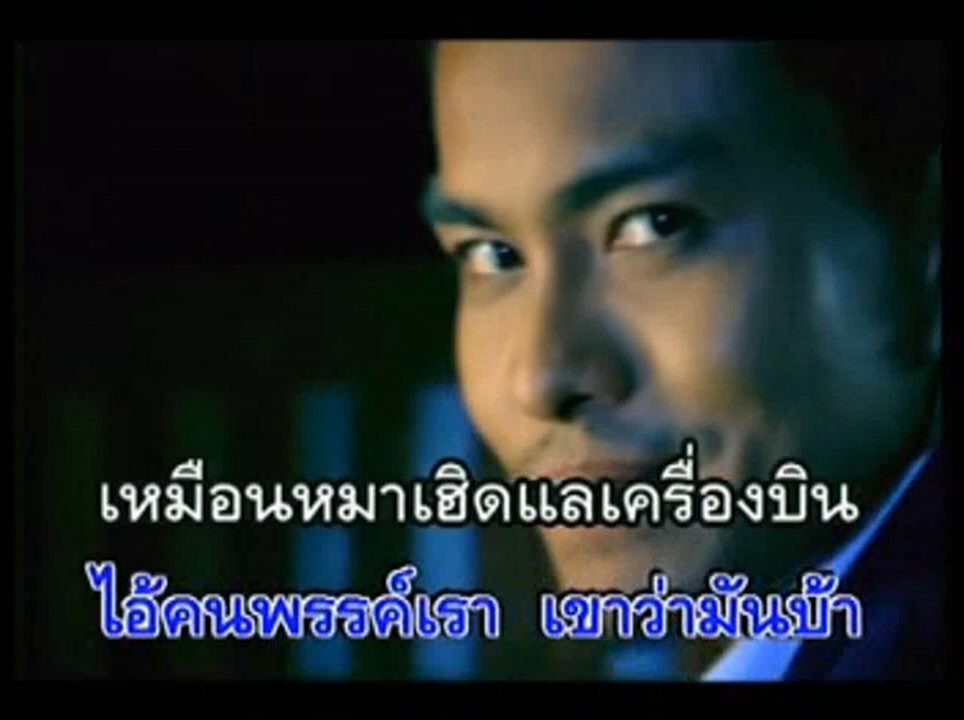 เหมือนหมาเฮิดแลเครื่องบิน
ไอ้คนพรรค์เรา เขาว่ามันบ้า